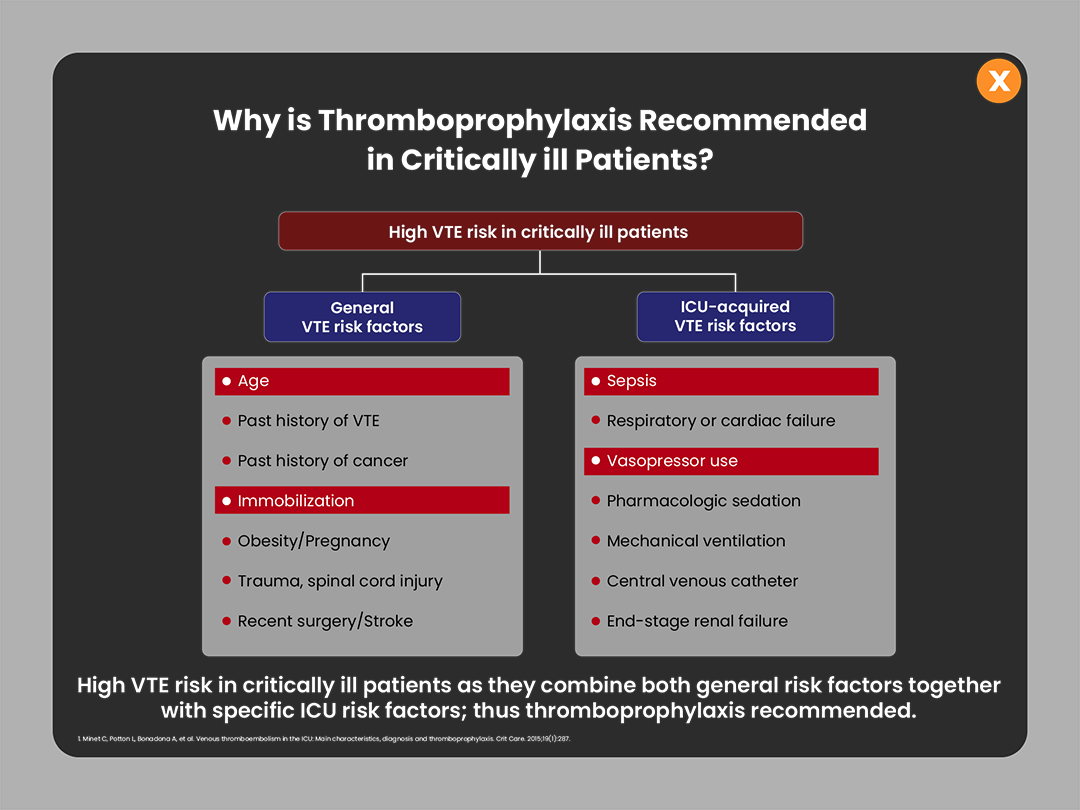 X
Why is Thromboprophylaxis Recommended
in Critically ill Patients?
High VTE risk in critically ill patients
General
VTE risk factors
ICU-acquired
VTE risk factors
Age
Past history of VTE
Past history of cancer
Immobilization
Obesity/Pregnancy
Trauma, spinal cord injury
Recent surgery/Stroke
Sepsis
Respiratory or cardiac failure
Vasopressor use
Pharmacologic sedation
Mechanical ventilation
Central venous catheter
End-stage renal failure
High VTE risk in critically ill patients as they combine both general risk factors together
with specific ICU risk factors; thus thromboprophylaxis recommended.
1. Minet C, Potton L, Bonadona A, et al. Venous thromboembolism in the ICU: Main characteristics, diagnosis and thromboprophylaxis. Crit Care. 2015;19(1):287.